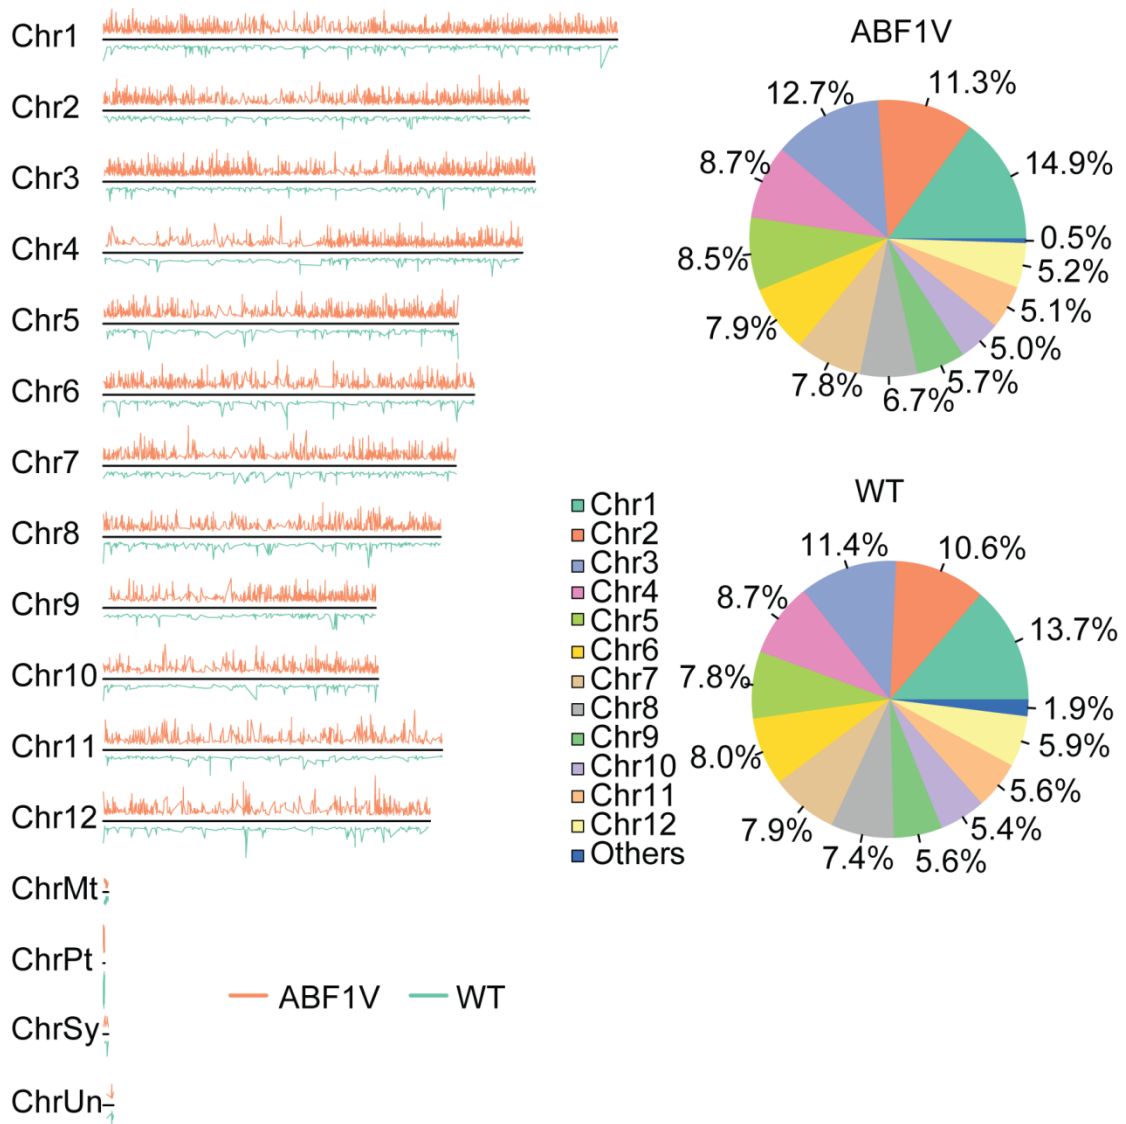 Chr1
Chr2
Chr3
Chr4
Chr5
Chr6
Chr7
Chr8
Chr9
Chr10
Chr11
Chr12
ChrMt
ChrPt
ChrSy
ChrUn
ABF1V
WT
ABF1V
11.3%
12.7%
14.9%
8.7%
0.5%
8.5%
5.2%
5.1%
7.9%
5.0%
7.8%
6.7%
5.7%
Chr1
Chr2
Chr3
Chr4
Chr5
Chr6
Chr7
Chr8
Chr9
Chr10
Chr11
Chr12
Others
WT
11.4%
10.6%
8.7%
13.7%
7.8%
1.9%
8.0%
5.9%
5.6%
7.9%
5.4%
7.4%
5.6%